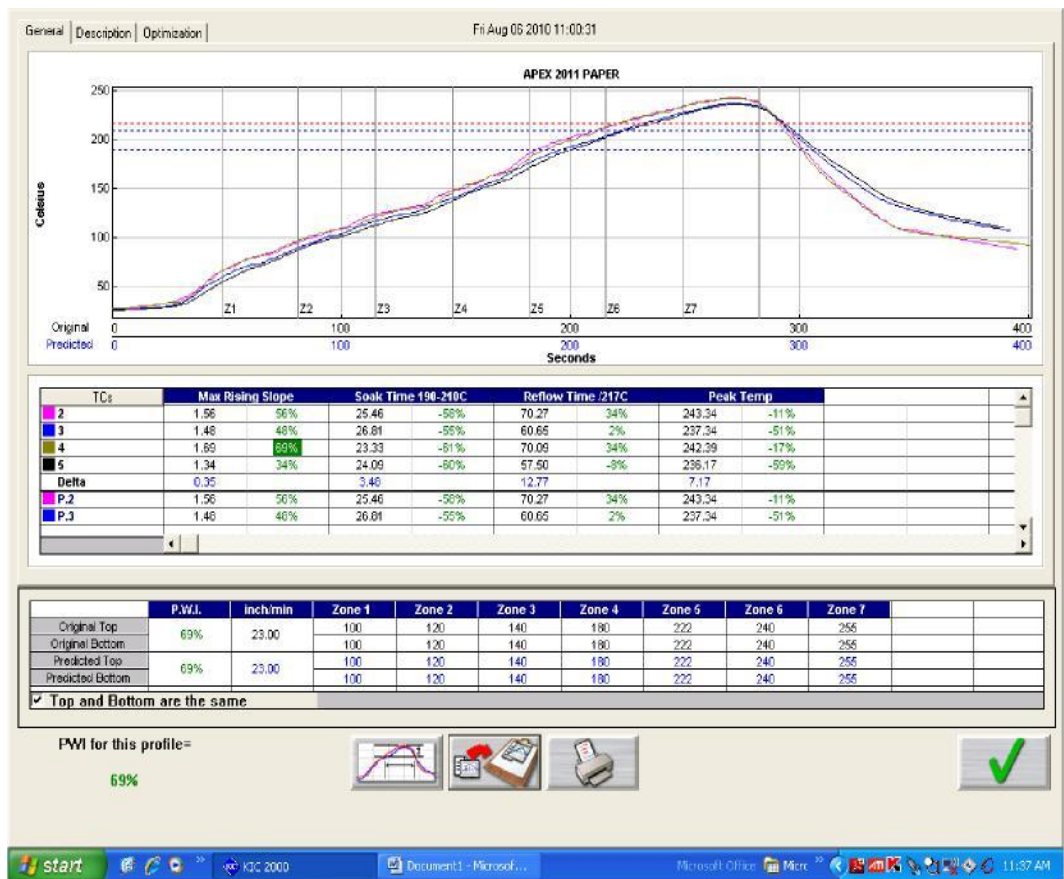 General Description Optimization Fri Aug 06 2010 11:00:31
APEX 2011 PAPER
250
200
150
100
50
Celsius
Z1 Z2 Z3 Z4 Z5 Z6 Z7
Original 0 100 200 300 400
Predicted 0 100 200 300 400
Seconds
TCs Max Rising Slope Soak Time 190-210C Reflow Time /217C Peak Temp
2 1.56 56% 25.46 -58% 70.27 34% 243.34 -11%
3 1.48 48% 26.81 -55% 60.65 2% 237.34 -51%
4 1.69 69% 23.33 -61% 70.09 34% 242.39 -17%
5 1.34 34% 24.09 -60% 57.50 -8% 236.17 -59%
Delta 0.35 3.48 12.77 7.17
P.2 1.56 56% 25.46 -58% 70.27 34% 243.34 -11%
P.3 1.48 48% 26.81 -55% 60.65 2% 237.34 -51%
P.W.I. inch/min Zone 1 Zone 2 Zone 3 Zone 4 Zone 5 Zone 6 Zone 7
Original Top 69% 23.00 100 120 140 180 222 240 255
Original Bottom 100 120 140 180 222 240 255
Predicted Top 69% 23.00 100 120 140 180 222 240 255
Predicted Bottom 100 120 140 180 222 240 255
Top and Bottom are the same
PWI for this profile=
69%
start KIC 2000 Document1 - Microsof... Microsoft Office Micr 11:37 AM